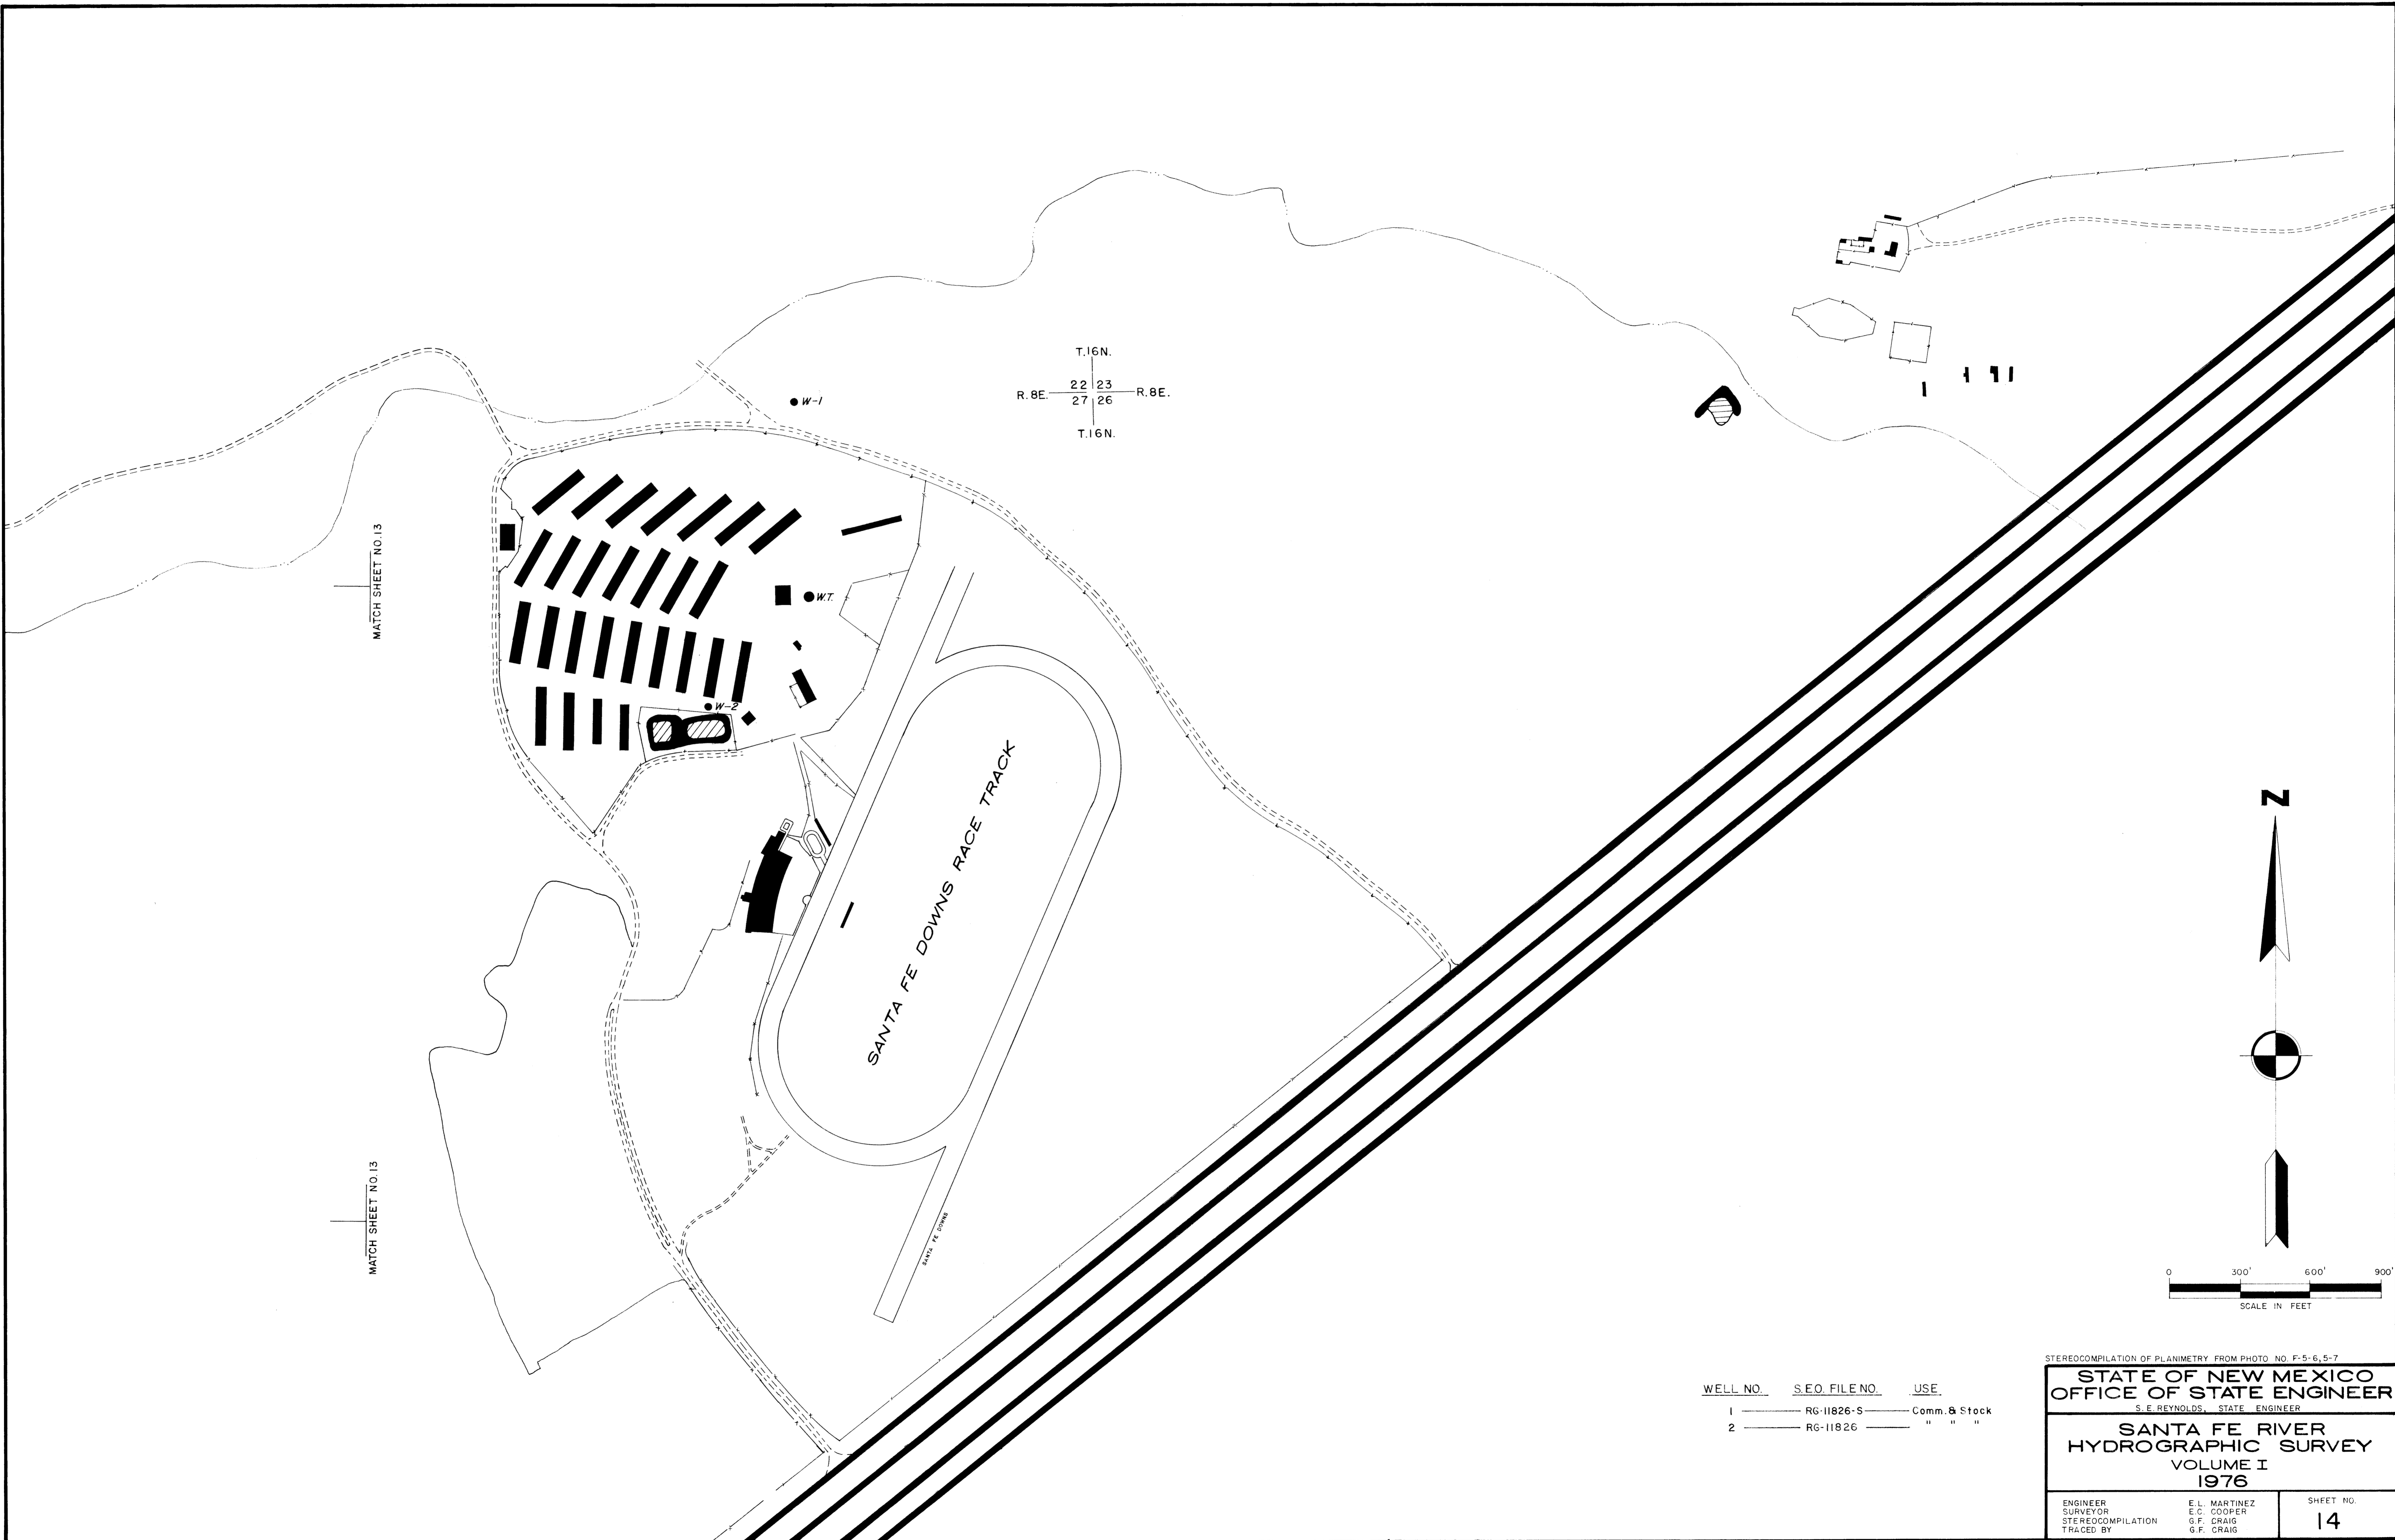 T.16N.
22 23
R.8E. R.8E.
27 26
T.16N.
W-1
MATCH SHEET NO.13
W.T.
W-2
SANTA FE DOWNS RACE TRACK
N
MATCH SHEET NO.13
SANTA FE DOWNS
0 300' 600' 900'
SCALE IN FEET
STEREOCOMPILATION OF PLANIMETRY FROM PHOTO NO. F-5-6,5-7
STATE OF NEW MEXICO
OFFICE OF STATE ENGINEER
S.E.REYNOLDS, STATE ENGINEER
SANTA FE RIVER
HYDROGRAPHIC SURVEY
VOLUME I
1976
ENGINEER E.L. MARTINEZ
SURVEYOR E.C. COOPER
STEREOCOMPILATION G.F. CRAIG
TRACED BY G.F. CRAIG
SHEET NO.
14
WELL NO. S.E.O. FILE NO. USE
1 RG-11826-S Comm.& Stock
2 RG-11826 " " "